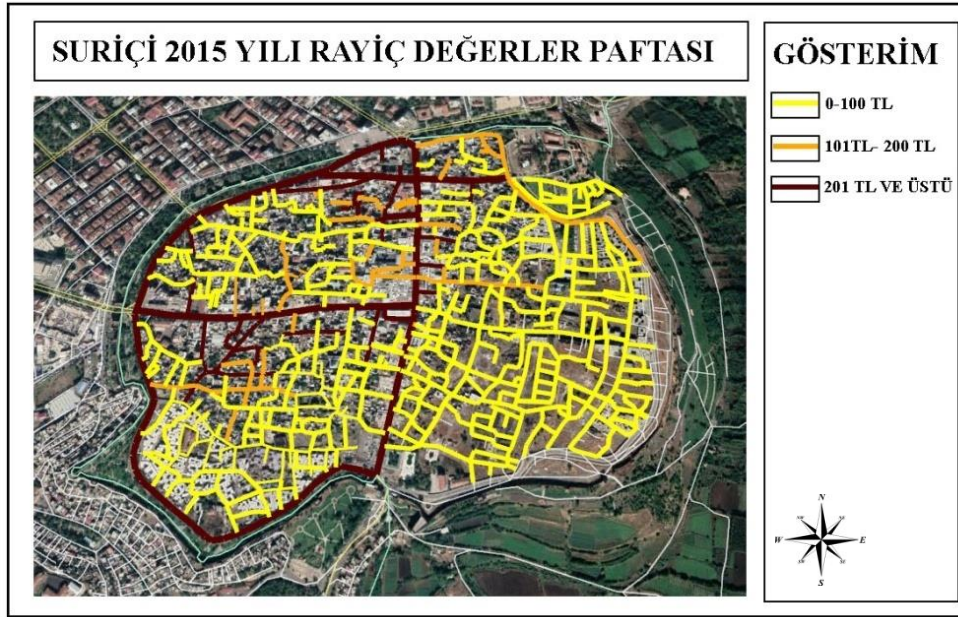 SURİÇİ 2015 YILI RAYİÇ DEĞERLER PAFTASI
GÖSTERİM
0-100 TL
101TL- 200 TL
201 TL VE ÜSTÜ
N
W
E
S